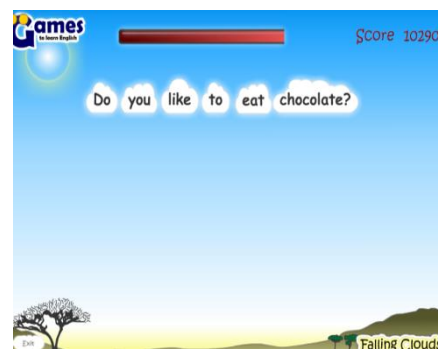 Games
to learn English
Score 10290
Do you like to eat chocolate?
Exit
Falling Clouds